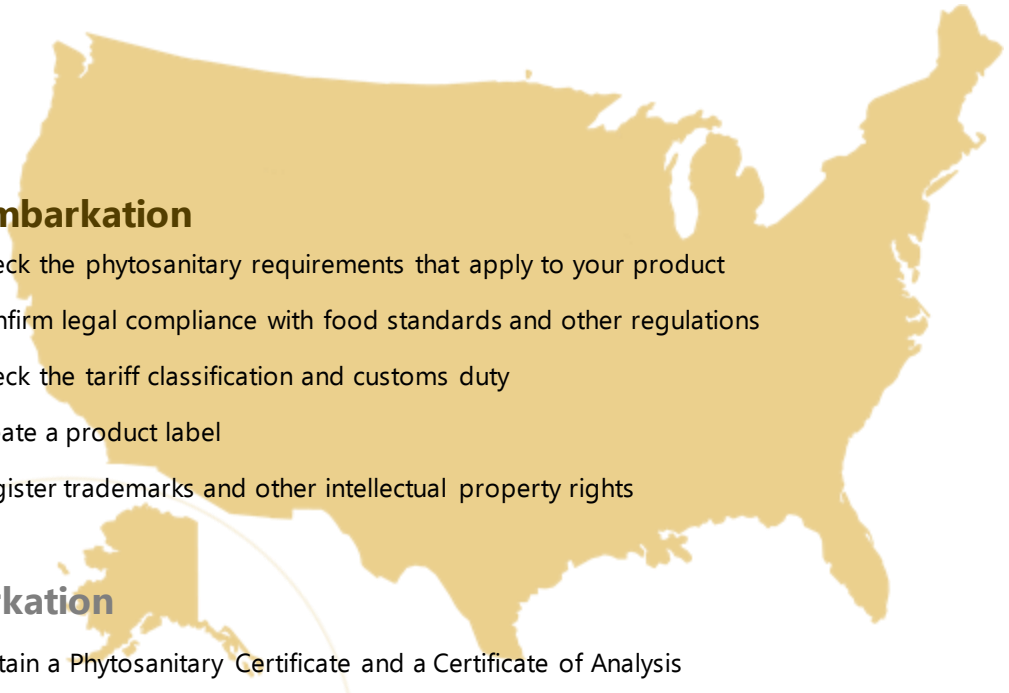 mbarkation
eck the phytosanitary requirements that apply to your product
nfirm legal compliance with food standards and other regulations
eck the tariff classification and customs duty
ate a product label
gister trademarks and other intellectual property rights
rkation
tain a Phytosanitary Certificate and a Certificate of Analysis